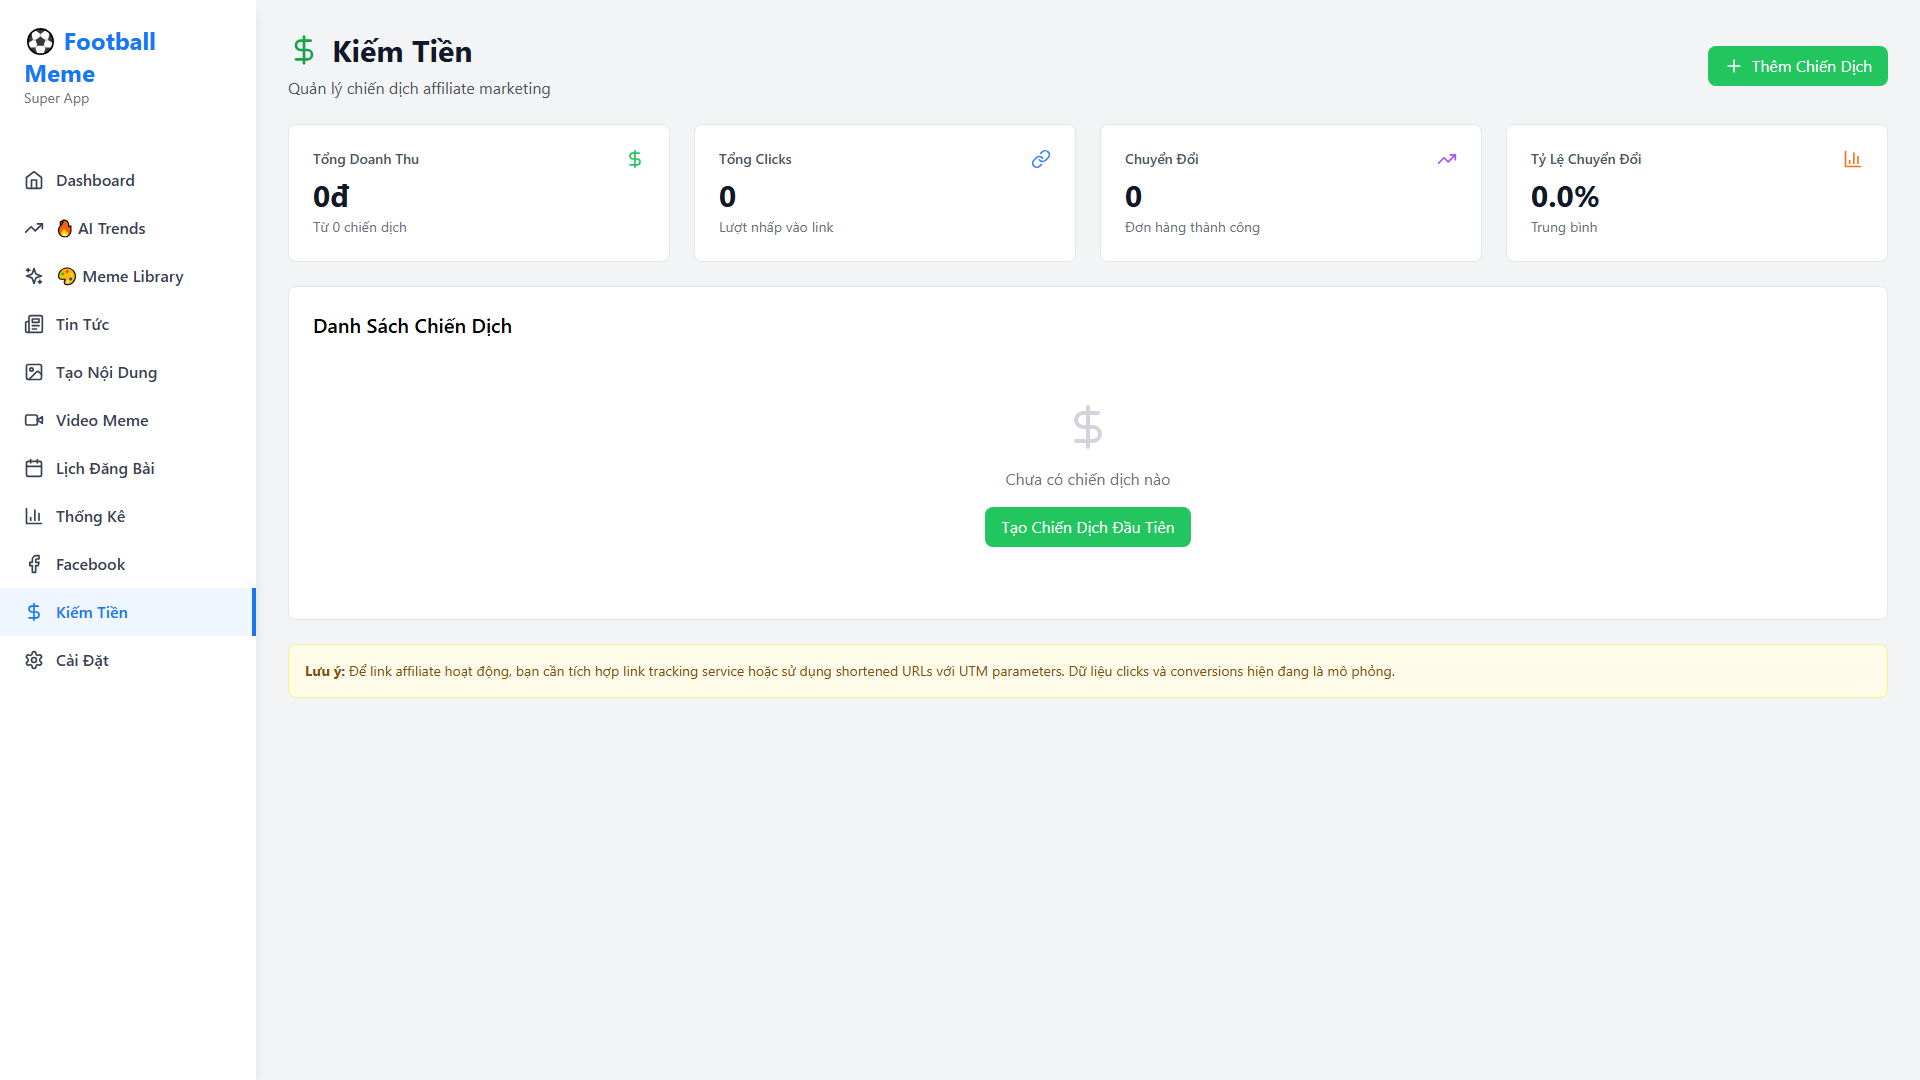 ⚽ Football
Meme
Super App
Dashboard
🔥 AI Trends
🎨 Meme Library
Tin Tức
Tạo Nội Dung
Video Meme
Lịch Đăng Bài
Thống Kê
Facebook
Kiếm Tiền
Cài Đặt
Kiếm Tiền
Quản lý chiến dịch affiliate marketing
Thêm Chiến Dịch
Tổng Doanh Thu
0đ
Từ 0 chiến dịch
Tổng Clicks
0
Lượt nhấp vào link
Chuyển Đổi
0
Đơn hàng thành công
Tỷ Lệ Chuyển Đổi
0.0%
Trung bình
Danh Sách Chiến Dịch
Chưa có chiến dịch nào
Tạo Chiến Dịch Đầu Tiên
Lưu ý: Để link affiliate hoạt động, bạn cần tích hợp link tracking service hoặc sử dụng shortened URLs với UTM parameters. Dữ liệu clicks và conversions hiện đang là mô phỏng.